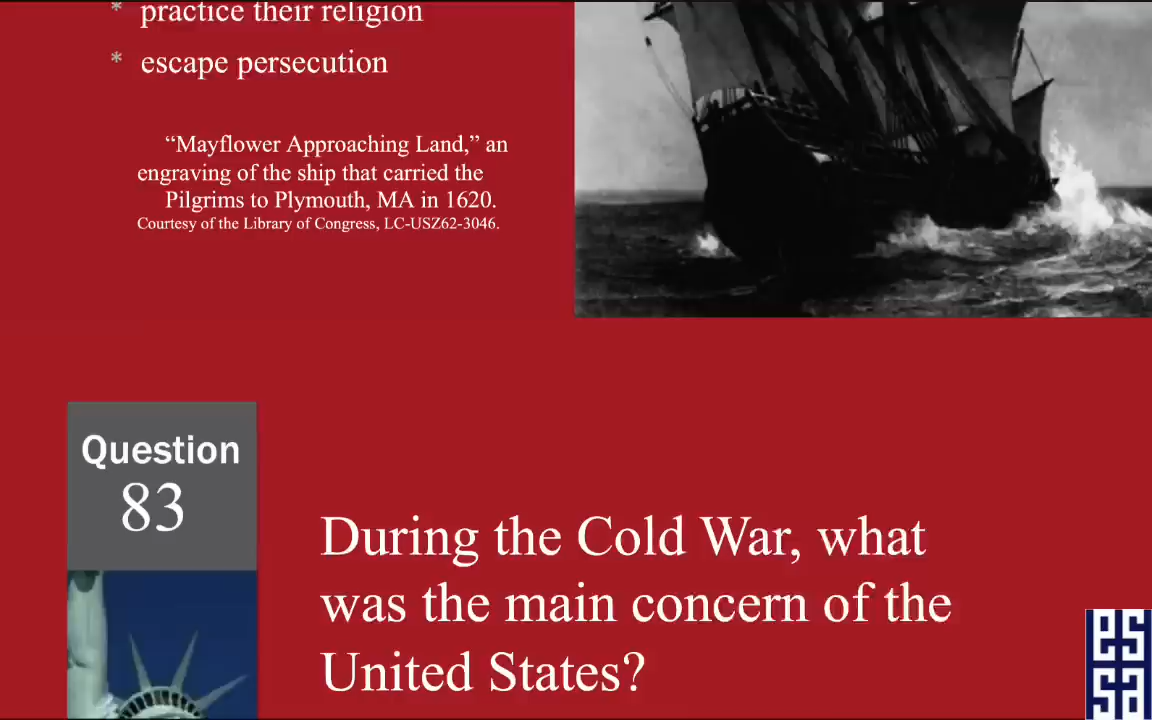 * practice their religion
* escape persecution
“Mayflower Approaching Land,” an
engraving of the ship that carried the
Pilgrims to Plymouth, MA in 1620.
Courtesy of the Library of Congress, LC-USZ62-3046.
Question
83
During the Cold War, what
was the main concern of the
United States?
essa